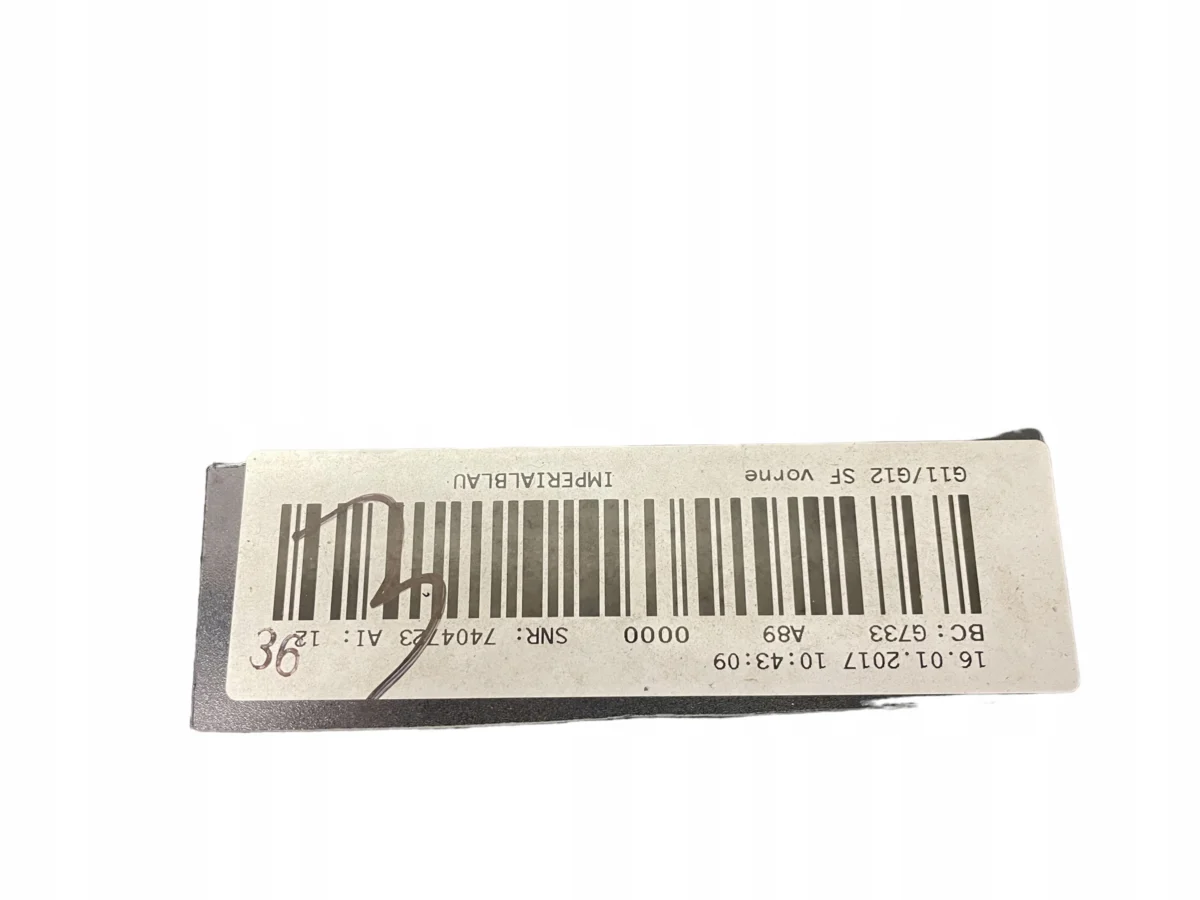 16.01.2017 10:43:09
BC: G733 A89 0000 SNR: 7404723 AI: 12
G11/G12 SF vorne IMPERIALBLAU
36